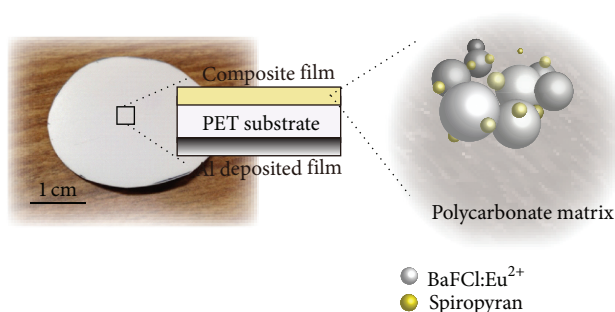 Composite film
PET substrate
Al deposited film
1 cm
Polycarbonate matrix
BaFCl:Eu²⁺
Spiropyran